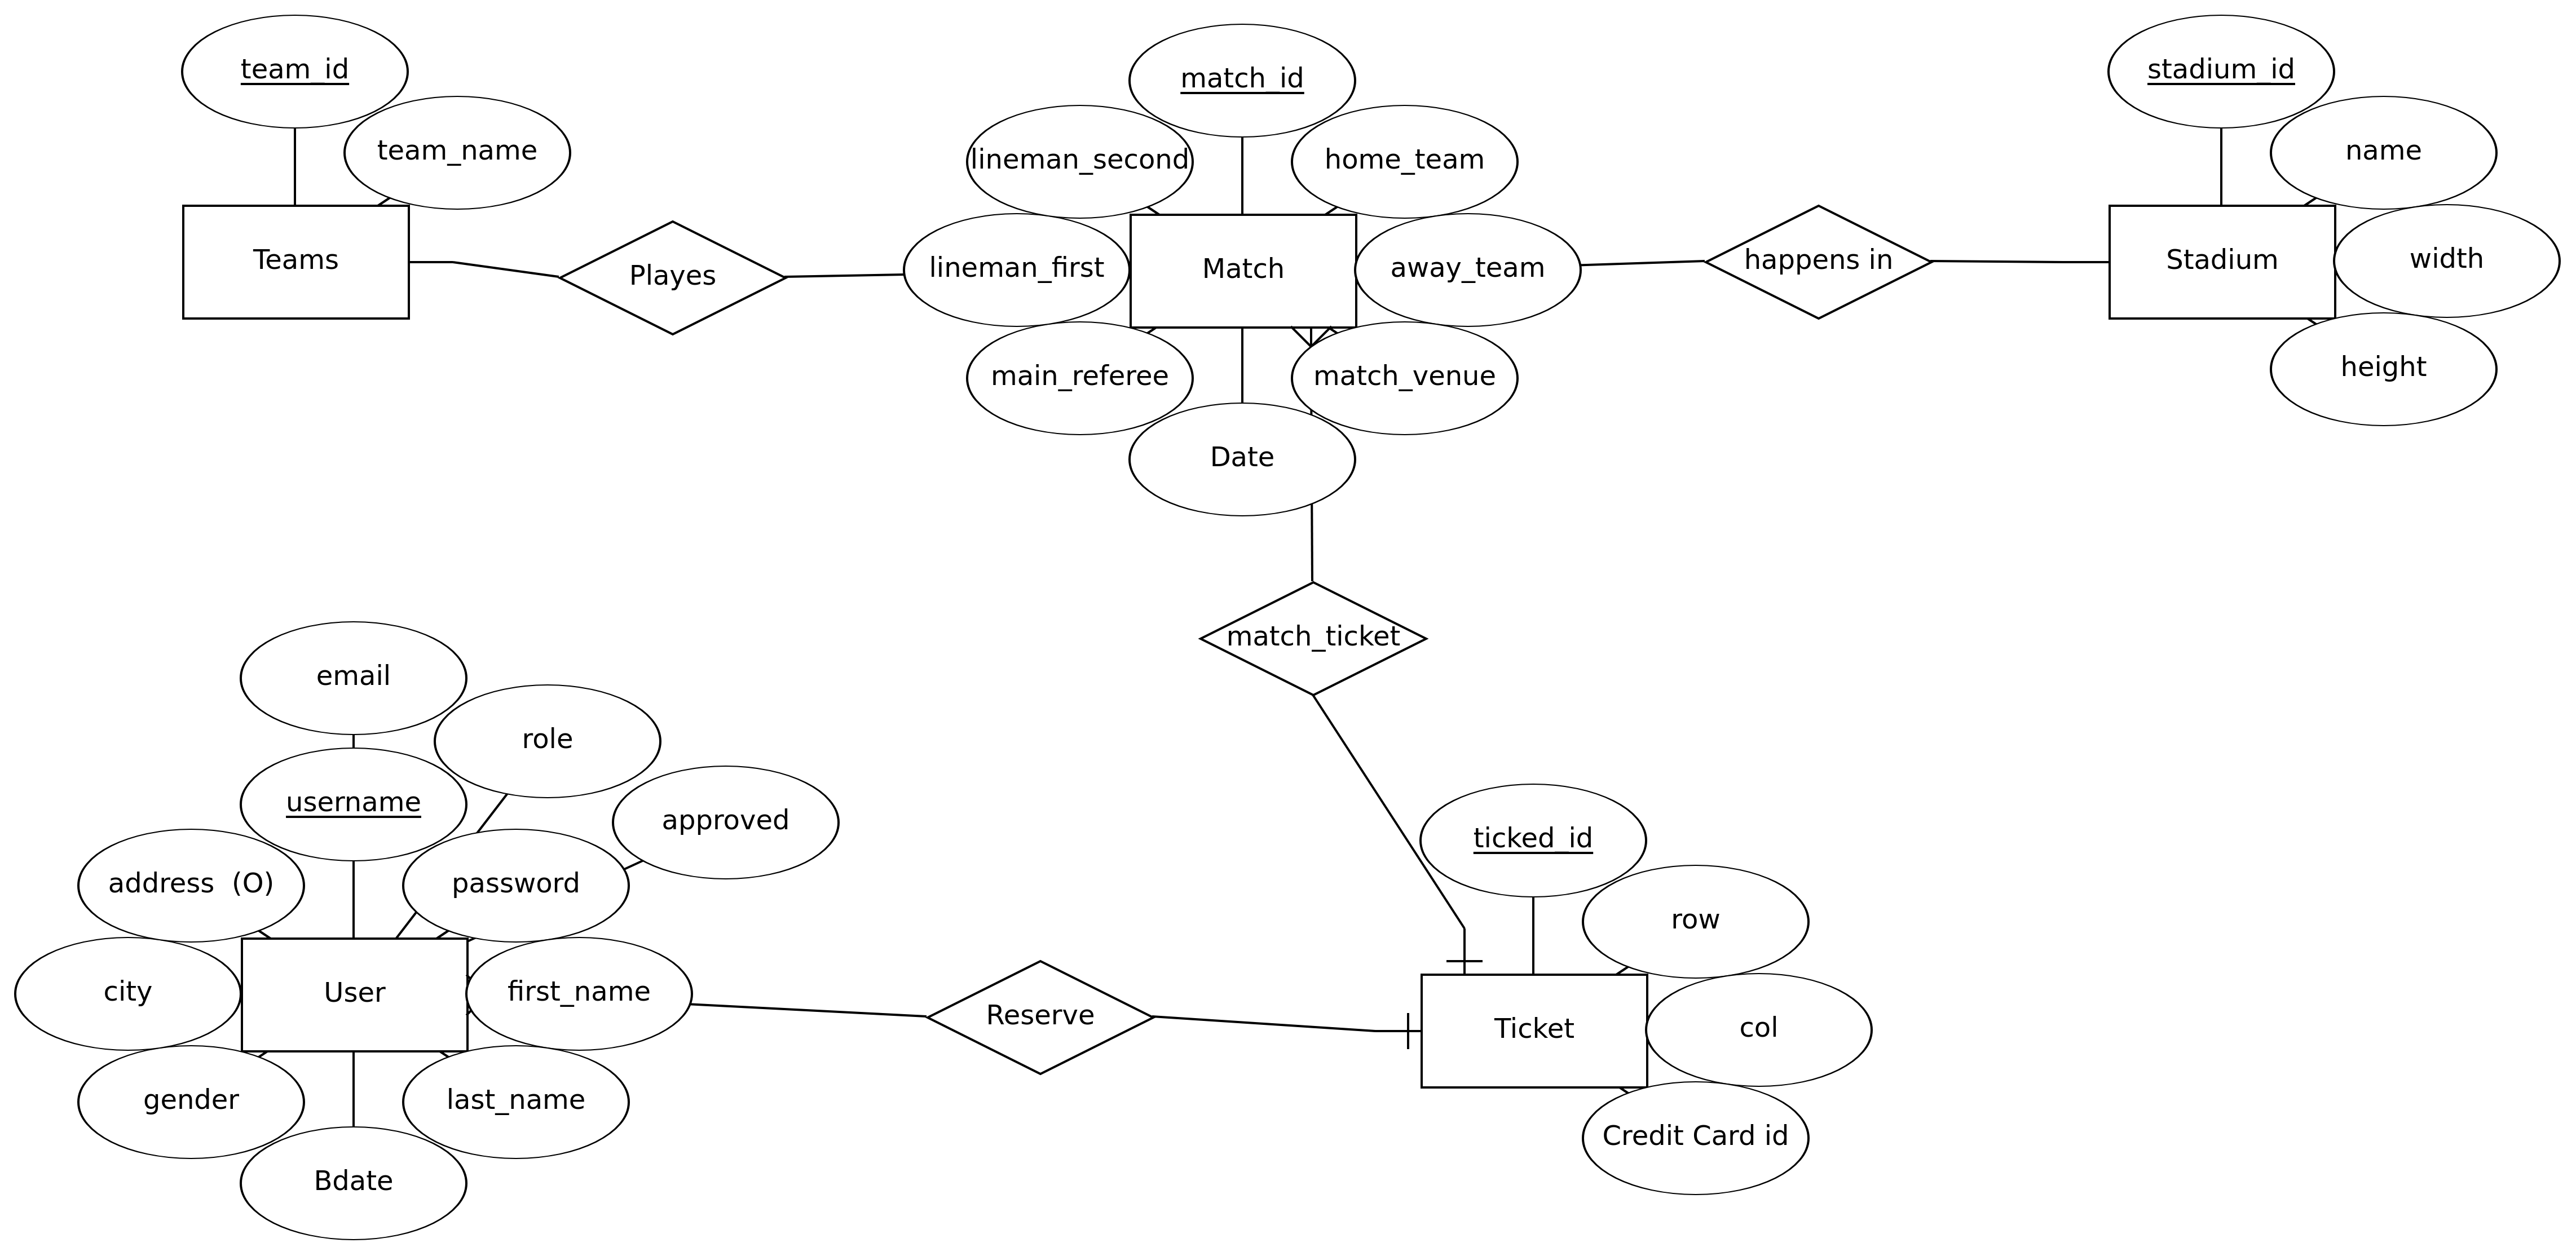 team_id
team_name
Teams
Playes
match_id
lineman_second
home_team
lineman_first
Match
away_team
main_referee
match_venue
Date
happens in
stadium_id
name
Stadium
width
height
match_ticket
email
role
username
approved
address  (O)
password
city
User
first_name
gender
last_name
Bdate
Reserve
ticked_id
row
Ticket
col
Credit Card id